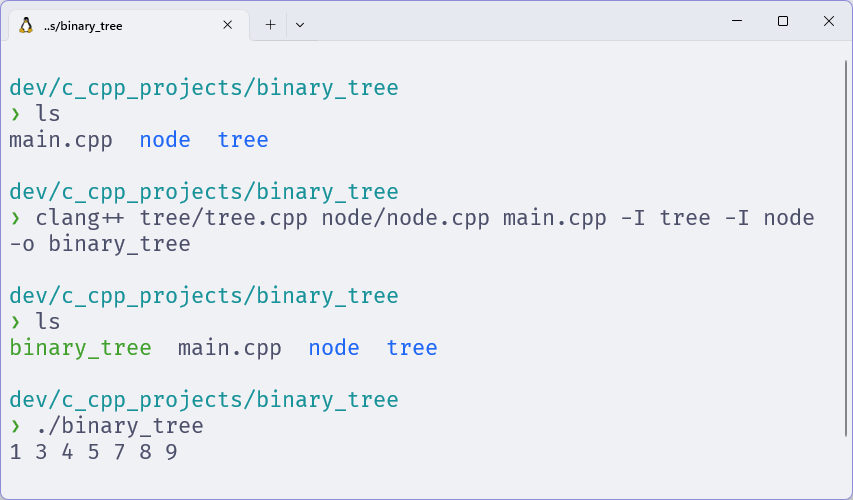 ..s/binary_tree
dev/c_cpp_projects/binary_tree
❯ ls
main.cpp  node  tree
dev/c_cpp_projects/binary_tree
❯ clang++ tree/tree.cpp node/node.cpp main.cpp -I tree -I node
-o binary_tree
dev/c_cpp_projects/binary_tree
❯ ls
binary_tree  main.cpp  node  tree
dev/c_cpp_projects/binary_tree
❯ ./binary_tree
1 3 4 5 7 8 9